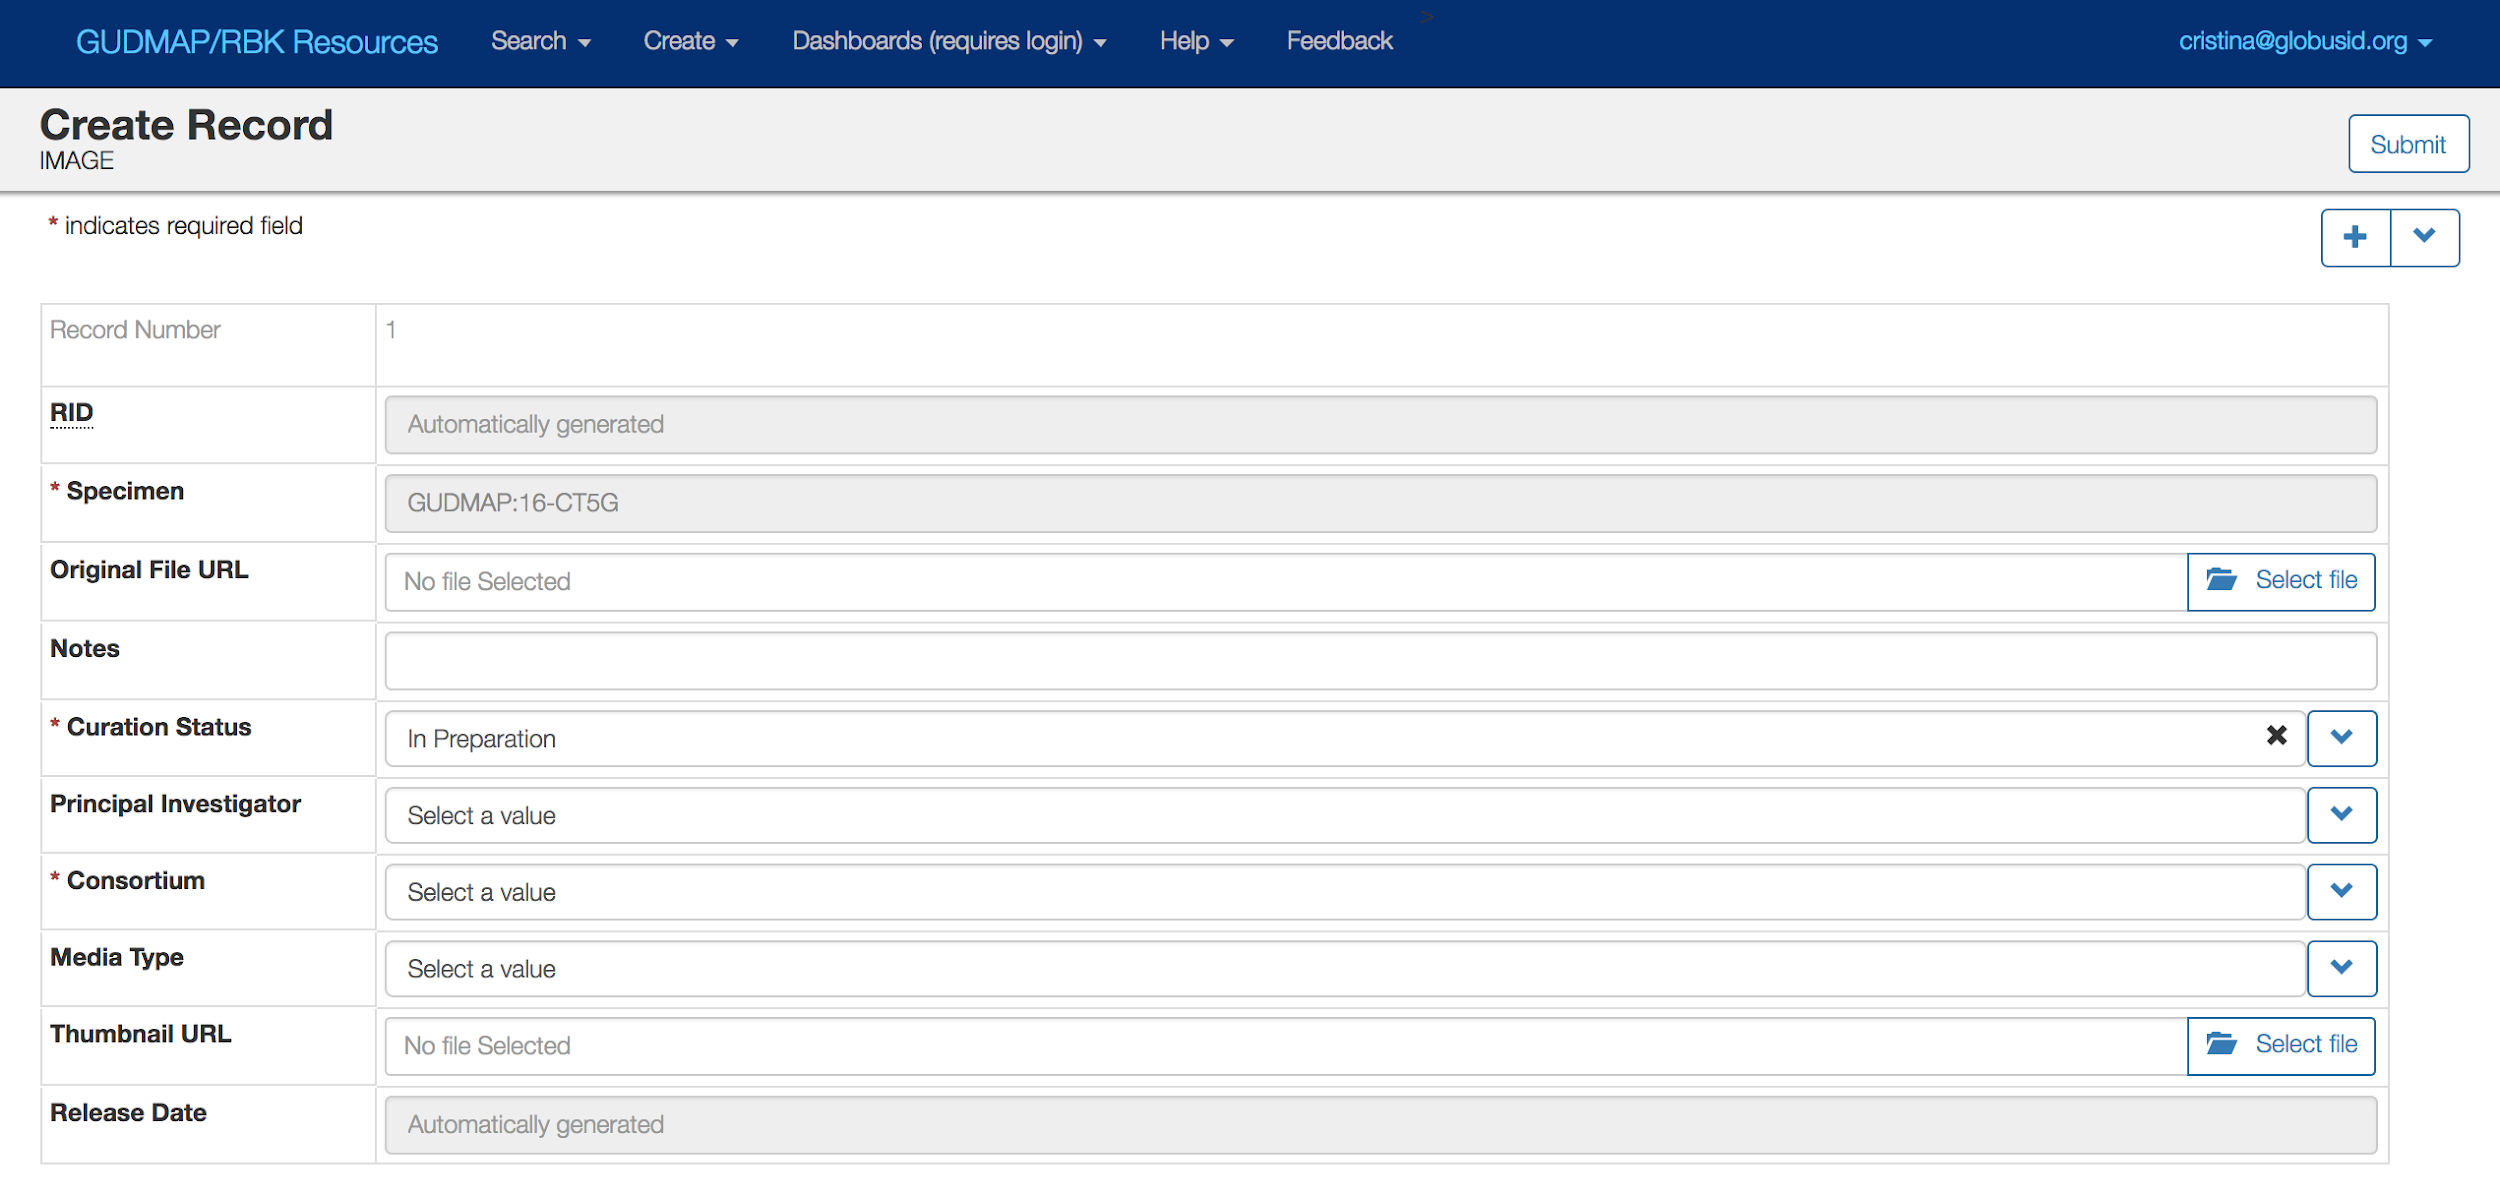 GUDMAP/RBK Resources Search Create Dashboards (requires login) Help Feedback > cristina@globusid.org
Create Record
IMAGE
Submit
* indicates required field
Record Number 1
RID Automatically generated
* Specimen GUDMAP:16-CT5G
Original File URL No file Selected Select file
Notes
* Curation Status In Preparation
Principal Investigator Select a value
* Consortium Select a value
Media Type Select a value
Thumbnail URL No file Selected Select file
Release Date Automatically generated